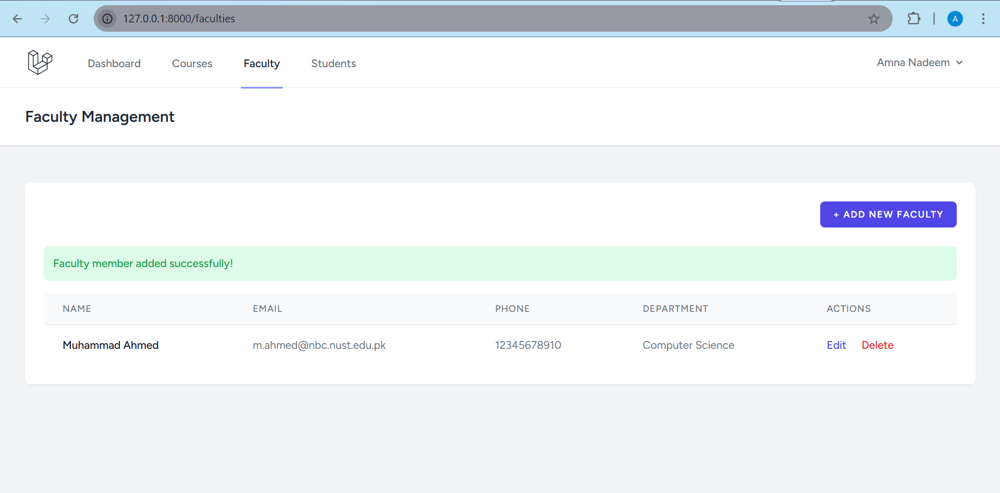 127.0.0.1:8000/faculties
A
Dashboard Courses Faculty Students Amna Nadeem
Faculty Management
+ ADD NEW FACULTY
Faculty member added successfully!
NAME EMAIL PHONE DEPARTMENT ACTIONS
Muhammad Ahmed m.ahmed@nbc.nust.edu.pk 12345678910 Computer Science Edit Delete